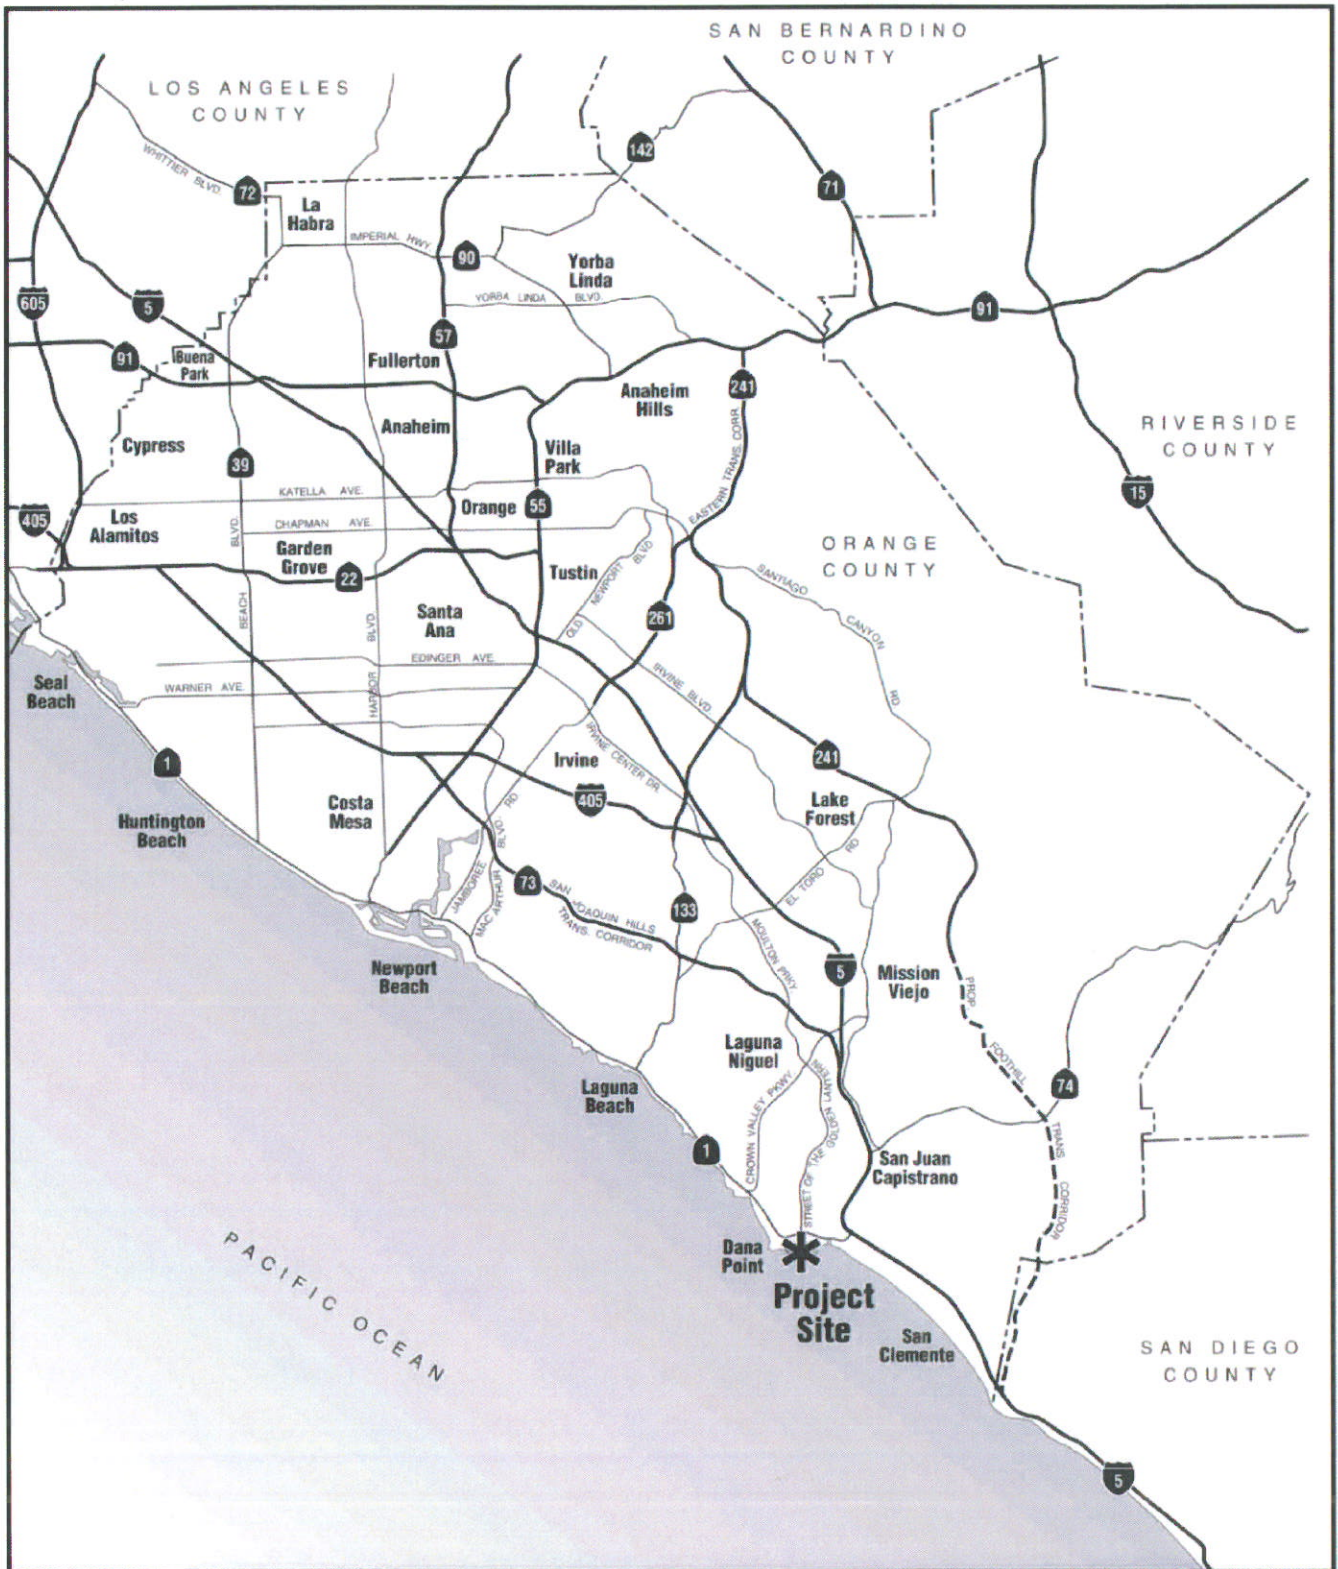 SAN BERNARDINO
COUNTY
LOS ANGELES
COUNTY
WHITTIER BLVD.
72
142
71
La
Habra
IMPERIAL HWY.
90
Yorba
Linda
YORBA LINDA BLVD.
605
5
91
57
91
Buena
Park
Fullerton
241
Anaheim
Hills
Anaheim
EASTERN TRANS. CORR.
RIVERSIDE
COUNTY
Cypress
39
Villa
Park
15
KATELLA AVE.
Orange
55
405
Los
Alamitos
BLVD.
CHAPMAN AVE.
Garden
Grove
22
ORANGE
COUNTY
Tustin
OLD NEWPORT BLVD
SANTIAGO CANYON RD.
BEACH
Santa
Ana
261
HARBOR BLVD.
EDINGER AVE.
IRVINE BLVD.
WARNER AVE.
Seal
Beach
IRVINE CENTER DR.
1
Irvine
241
405
Huntington
Beach
Costa
Mesa
Lake
Forest
JAMBOREE RD
MAC ARTHUR BLVD.
73
SAN JOAQUIN HILLS
TRANS. CORRIDOR
133
EL TORO RD
MOULTON PRKY.
Newport
Beach
5
Mission
Viejo
PROP. FOOTHILL TRANS CORRIDOR
Laguna
Niguel
74
Laguna
Beach
CROWN VALLEY PKWY.
STREET OF THE GOLDEN LANTERN
1
San Juan
Capistrano
Dana
Point
Project
Site
PACIFIC OCEAN
San
Clemente
SAN DIEGO
COUNTY
5